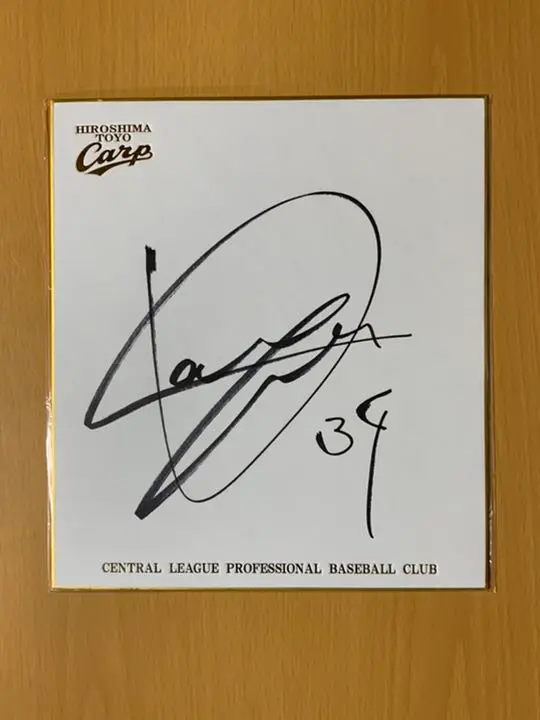 HIROSHIMA
TOYO
Carp
34
CENTRAL LEAGUE PROFESSIONAL BASEBALL CLUB